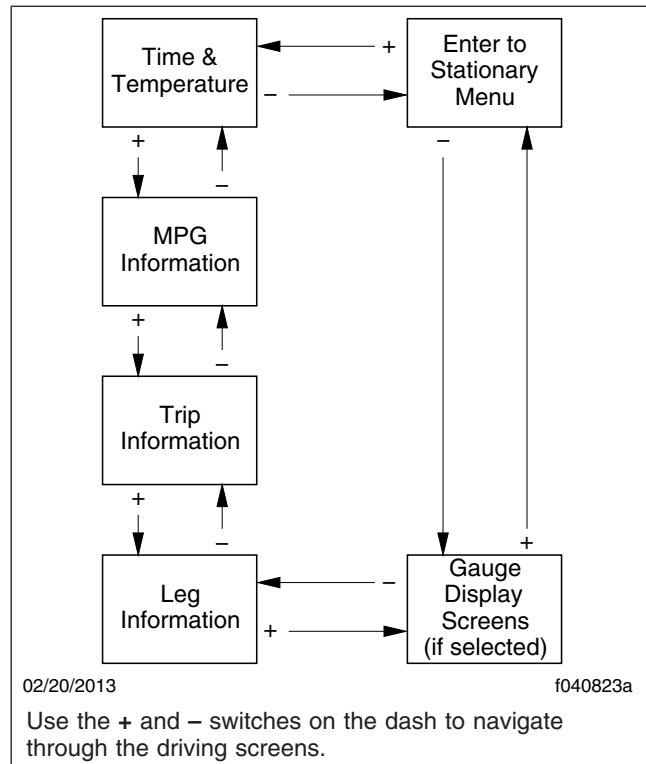 Time &
Temperature
+
–
Enter to
Stationary
Menu
+
–
–
MPG
Information
+
–
Trip
Information
+
–
Leg
Information
–
+
+
Gauge
Display
Screens
(if selected)
02/20/2013
f040823a
Use the + and – switches on the dash to navigate
through the driving screens.